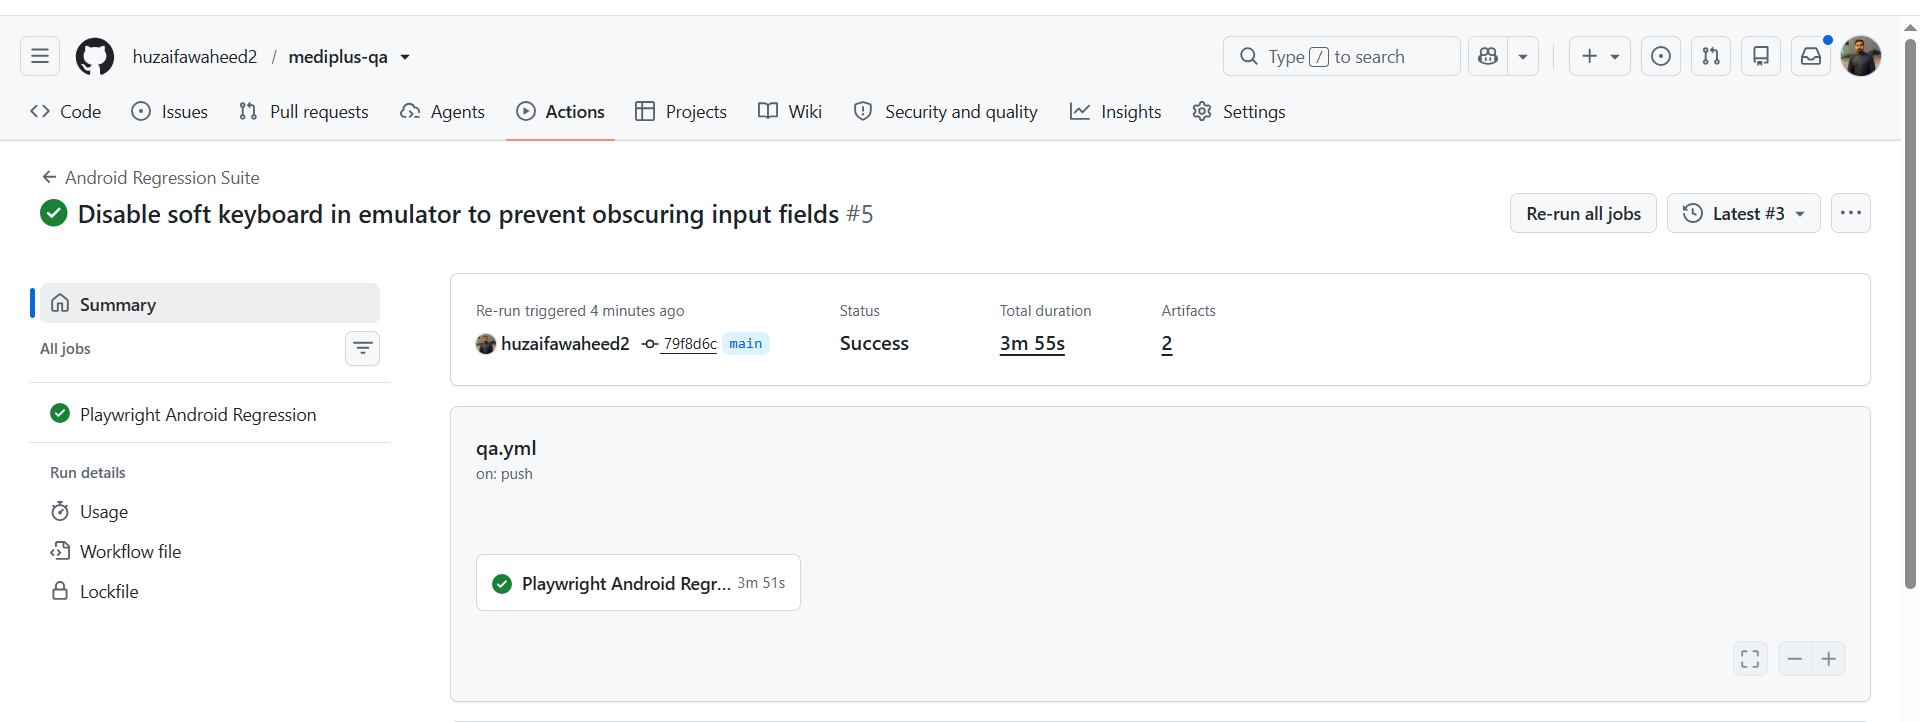 huzaifawaheed2 / mediplus-qa
Type / to search
Code
Issues
Pull requests
Agents
Actions
Projects
Wiki
Security and quality
Insights
Settings
Android Regression Suite
Disable soft keyboard in emulator to prevent obscuring input fields #5
Re-run all jobs
Latest #3
Summary
All jobs
Playwright Android Regression
Run details
Usage
Workflow file
Lockfile
Re-run triggered 4 minutes ago
huzaifawaheed2 79f8d6c main
Status
Success
Total duration
3m 55s
Artifacts
2
qa.yml
on: push
Playwright Android Regr... 3m 51s